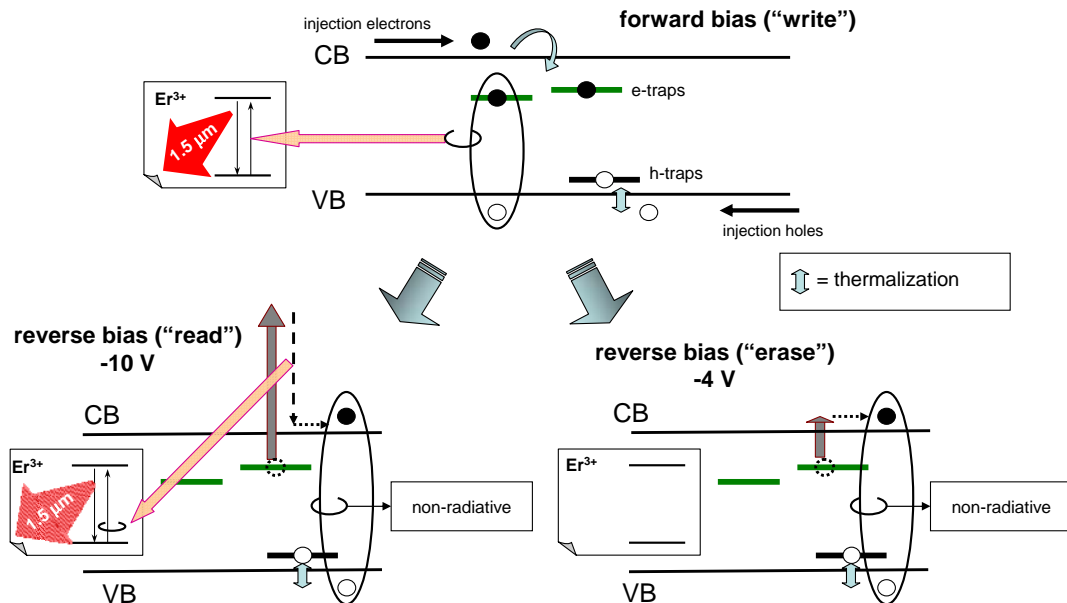 forward bias (“write”)
injection electrons
CB
Er³⁺
1.5 µm
e-traps
h-traps
VB
injection holes
= thermalization
reverse bias (“read”)
-10 V
CB
Er³⁺
1.5 µm
non-radiative
VB
reverse bias (“erase”)
-4 V
CB
Er³⁺
non-radiative
VB